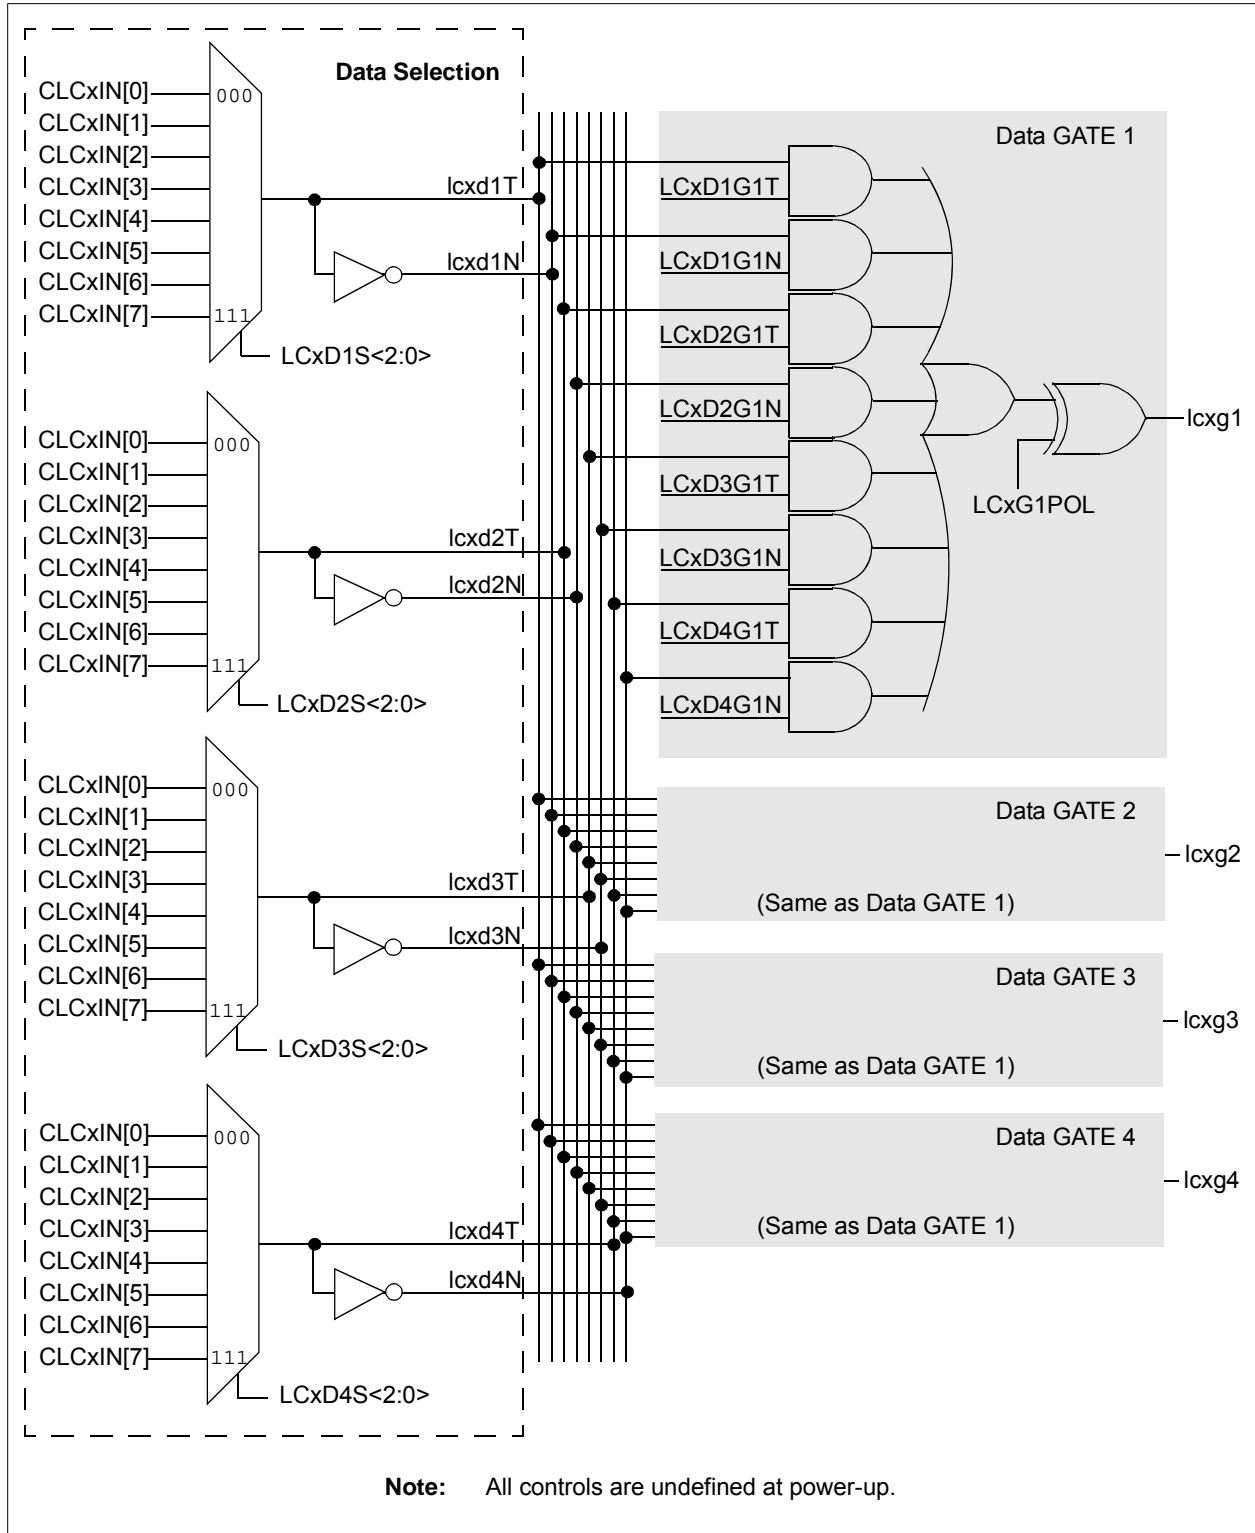 Data Selection
CLCxIN[0]
CLCxIN[1]
CLCxIN[2]
CLCxIN[3]
CLCxIN[4]
CLCxIN[5]
CLCxIN[6]
CLCxIN[7]
000
111
LCxD1S<2:0>
lcxd1T
lcxd1N
CLCxIN[0]
CLCxIN[1]
CLCxIN[2]
CLCxIN[3]
CLCxIN[4]
CLCxIN[5]
CLCxIN[6]
CLCxIN[7]
000
111
LCxD2S<2:0>
lcxd2T
lcxd2N
CLCxIN[0]
CLCxIN[1]
CLCxIN[2]
CLCxIN[3]
CLCxIN[4]
CLCxIN[5]
CLCxIN[6]
CLCxIN[7]
000
111
LCxD3S<2:0>
lcxd3T
lcxd3N
CLCxIN[0]
CLCxIN[1]
CLCxIN[2]
CLCxIN[3]
CLCxIN[4]
CLCxIN[5]
CLCxIN[6]
CLCxIN[7]
000
111
LCxD4S<2:0>
lcxd4T
lcxd4N
Data GATE 1
LCxD1G1T
LCxD1G1N
LCxD2G1T
LCxD2G1N
LCxD3G1T
LCxD3G1N
LCxD4G1T
LCxD4G1N
LCxG1POL
lcxg1
Data GATE 2
(Same as Data GATE 1)
lcxg2
Data GATE 3
(Same as Data GATE 1)
lcxg3
Data GATE 4
(Same as Data GATE 1)
lcxg4
Note: All controls are undefined at power-up.